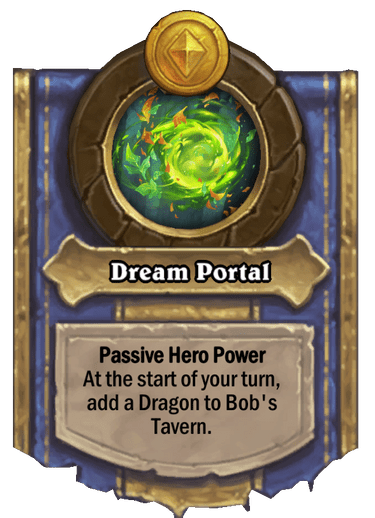 Dream Portal
Passive Hero Power
At the start of your turn,
add a Dragon to Bob's
Tavern.